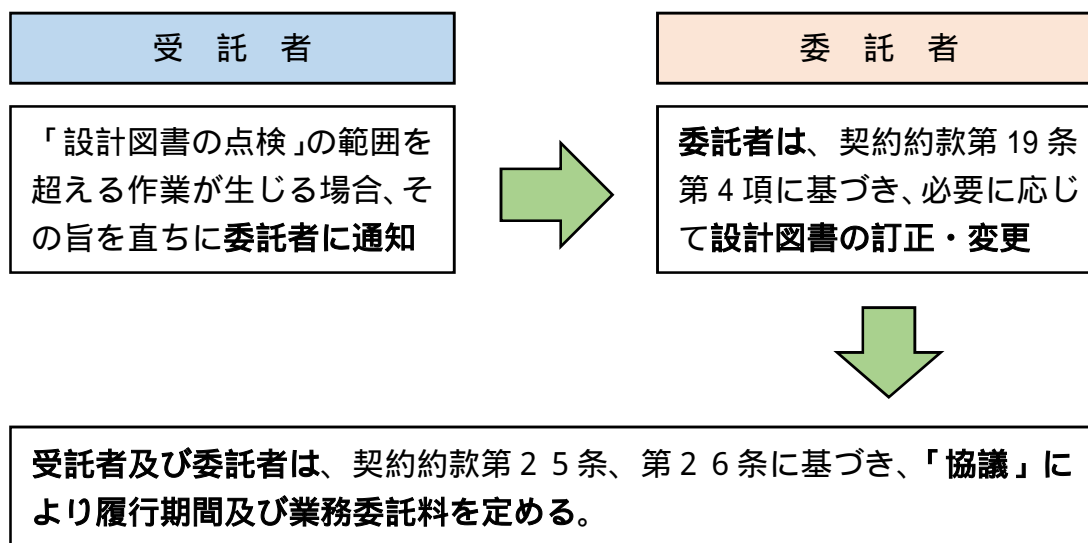 受 託 者
委 託 者
「設計図書の点検」の範囲を
超える作業が生じる場合、そ
の旨を直ちに委託者に通知
委託者は、契約約款第 19 条
第 4 項に基づき、必要に応じ
て設計図書の訂正・変更
受託者及び委託者は、契約約款第２５条、第２６条に基づき、「協議」に
より履行期間及び業務委託料を定める。